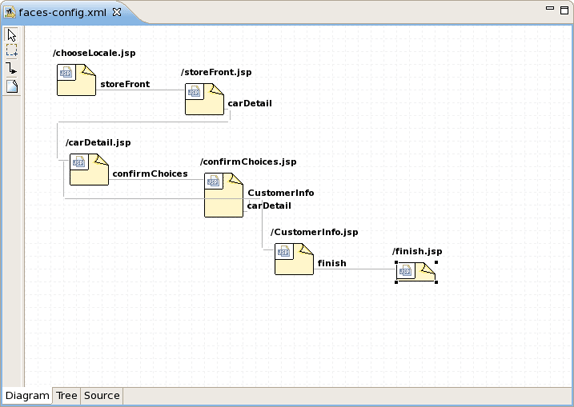 faces-config.xml
/chooseLocale.jsp
storeFront
/storeFront.jsp
carDetail
/carDetail.jsp
confirmChoices
/confirmChoices.jsp
CustomerInfo
carDetail
/CustomerInfo.jsp
finish
/finish.jsp
Diagram Tree Source